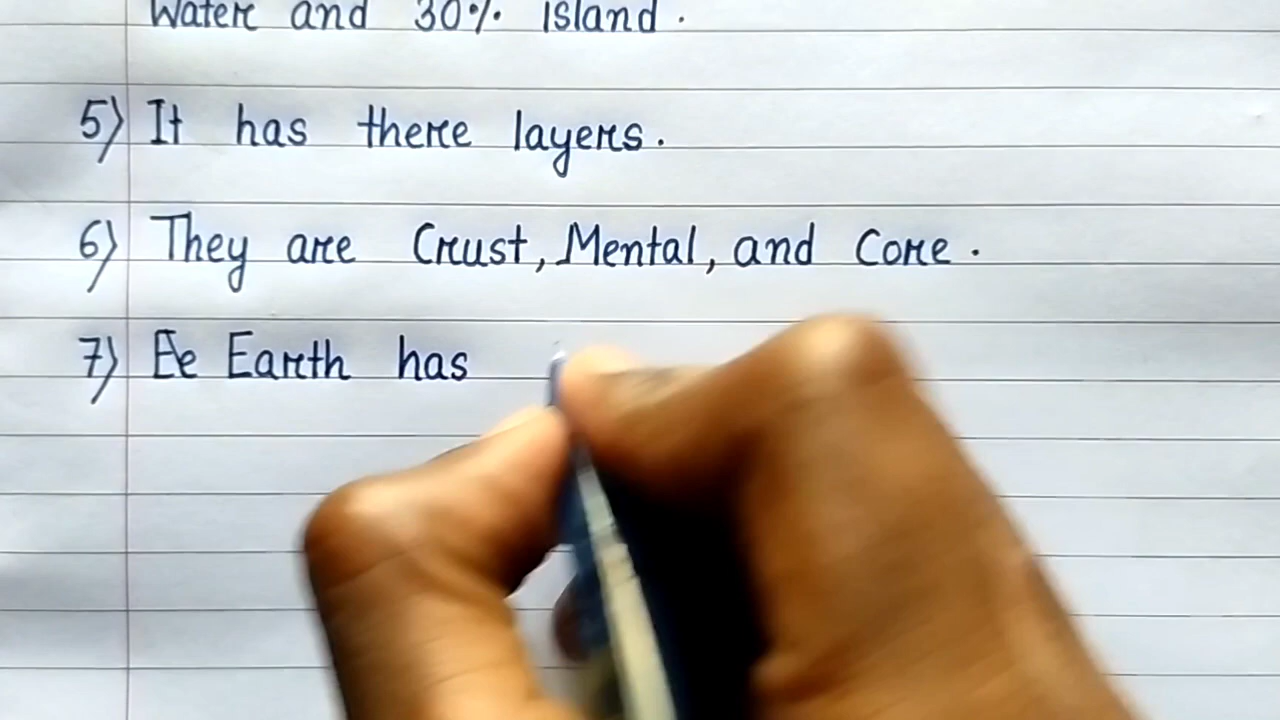 Water and 30% island.
5) It has there layers.
6) They are Crust, Mental, and Core.
7) Ee Earth has